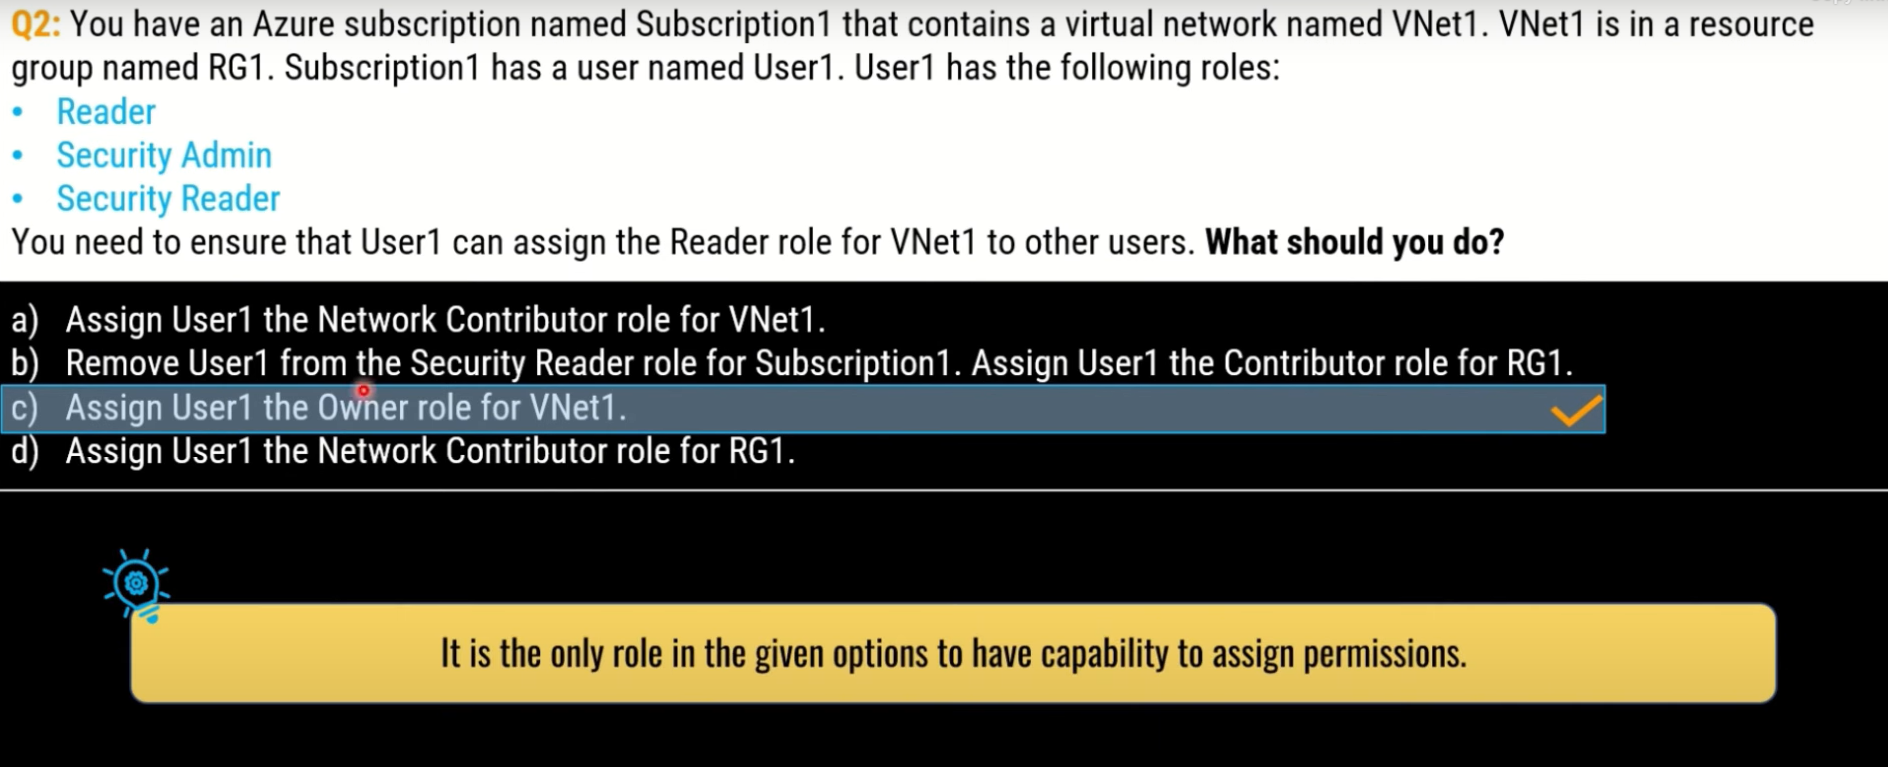 Q2: You have an Azure subscription named Subscription1 that contains a virtual network named VNet1. VNet1 is in a resource
group named RG1. Subscription1 has a user named User1. User1 has the following roles:
• Reader
• Security Admin
• Security Reader
You need to ensure that User1 can assign the Reader role for VNet1 to other users. What should you do?
a) Assign User1 the Network Contributor role for VNet1.
b) Remove User1 from the Security Reader role for Subscription1. Assign User1 the Contributor role for RG1.
c) Assign User1 the Owner role for VNet1.
d) Assign User1 the Network Contributor role for RG1.
It is the only role in the given options to have capability to assign permissions.